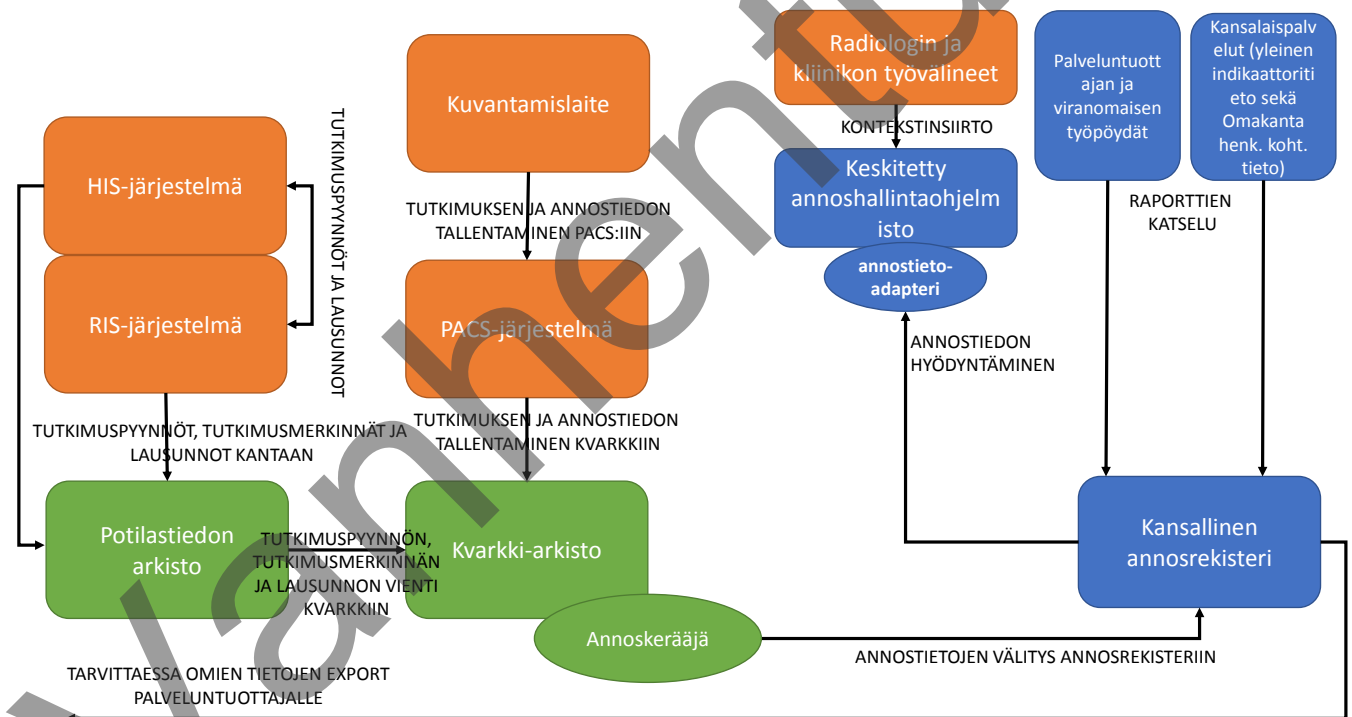 HIS-järjestelmä
RIS-järjestelmä
TUTKIMUSPYYNNÖT JA LAUSUNNOT
TUTKIMUSPYYNNÖT, TUTKIMUSMERKINNÄT JA
LAUSUNNOT KANTAAN
Potilastiedon
arkisto
Kuvantamislaite
TUTKIMUKSEN JA ANNOSTIEDON
TALLENTAMINEN PACS:IIN
PACS-järjestelmä
TUTKIMUKSEN JA ANNOSTIEDON
TALLENTAMINEN KVARKKIIN
TUTKIMUSPYYNNÖN,
TUTKIMUSMERKINNÄN
JA LAUSUNNON VIENTI
KVARKKIIN
Kvarkki-arkisto
Annoskerääjä
Radiologin ja
kliinikon työvälineet
KONTEKSTINSIIRTO
Keskitetty
annoshallintaohjelm
isto
annostieto-
adapteri
ANNOSTIEDON
HYÖDYNTÄMINEN
Palveluntuott
ajan ja
viranomaisen
työpöydät
Kansalaispalv
elut (yleinen
indikaattoriti
eto sekä
Omakanta
henk. koht.
tieto)
RAPORTTIEN
KATSELU
Kansallinen
annosrekisteri
ANNOSTIETOJEN VÄLITYS ANNOSREKISTERIIN
TARVITTAESSA OMIEN TIETOJEN EXPORT
PALVELUNTUOTTAJALLE
Vanhentu